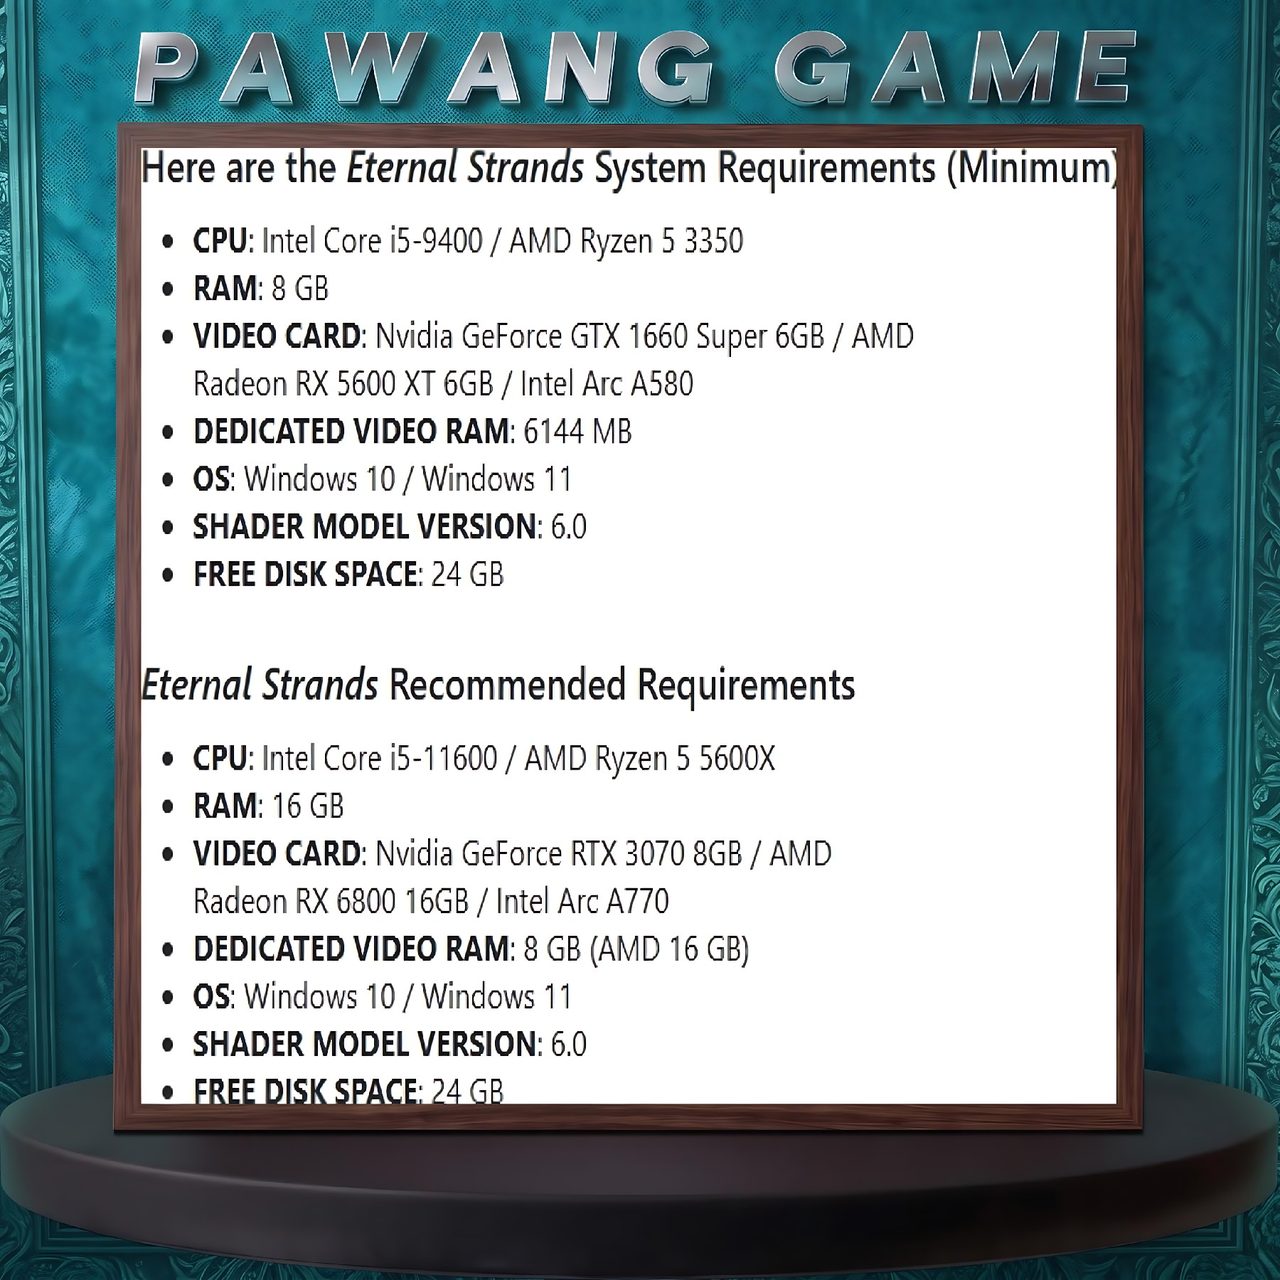 PAWANG GAME
Here are the Eternal Strands System Requirements (Minimum)
• CPU: Intel Core i5-9400 / AMD Ryzen 5 3350
• RAM: 8 GB
• VIDEO CARD: Nvidia GeForce GTX 1660 Super 6GB / AMD
Radeon RX 5600 XT 6GB / Intel Arc A580
• DEDICATED VIDEO RAM: 6144 MB
• OS: Windows 10 / Windows 11
• SHADER MODEL VERSION: 6.0
• FREE DISK SPACE: 24 GB
Eternal Strands Recommended Requirements
• CPU: Intel Core i5-11600 / AMD Ryzen 5 5600X
• RAM: 16 GB
• VIDEO CARD: Nvidia GeForce RTX 3070 8GB / AMD
Radeon RX 6800 16GB / Intel Arc A770
• DEDICATED VIDEO RAM: 8 GB (AMD 16 GB)
• OS: Windows 10 / Windows 11
• SHADER MODEL VERSION: 6.0
• FREE DISK SPACE: 24 GB